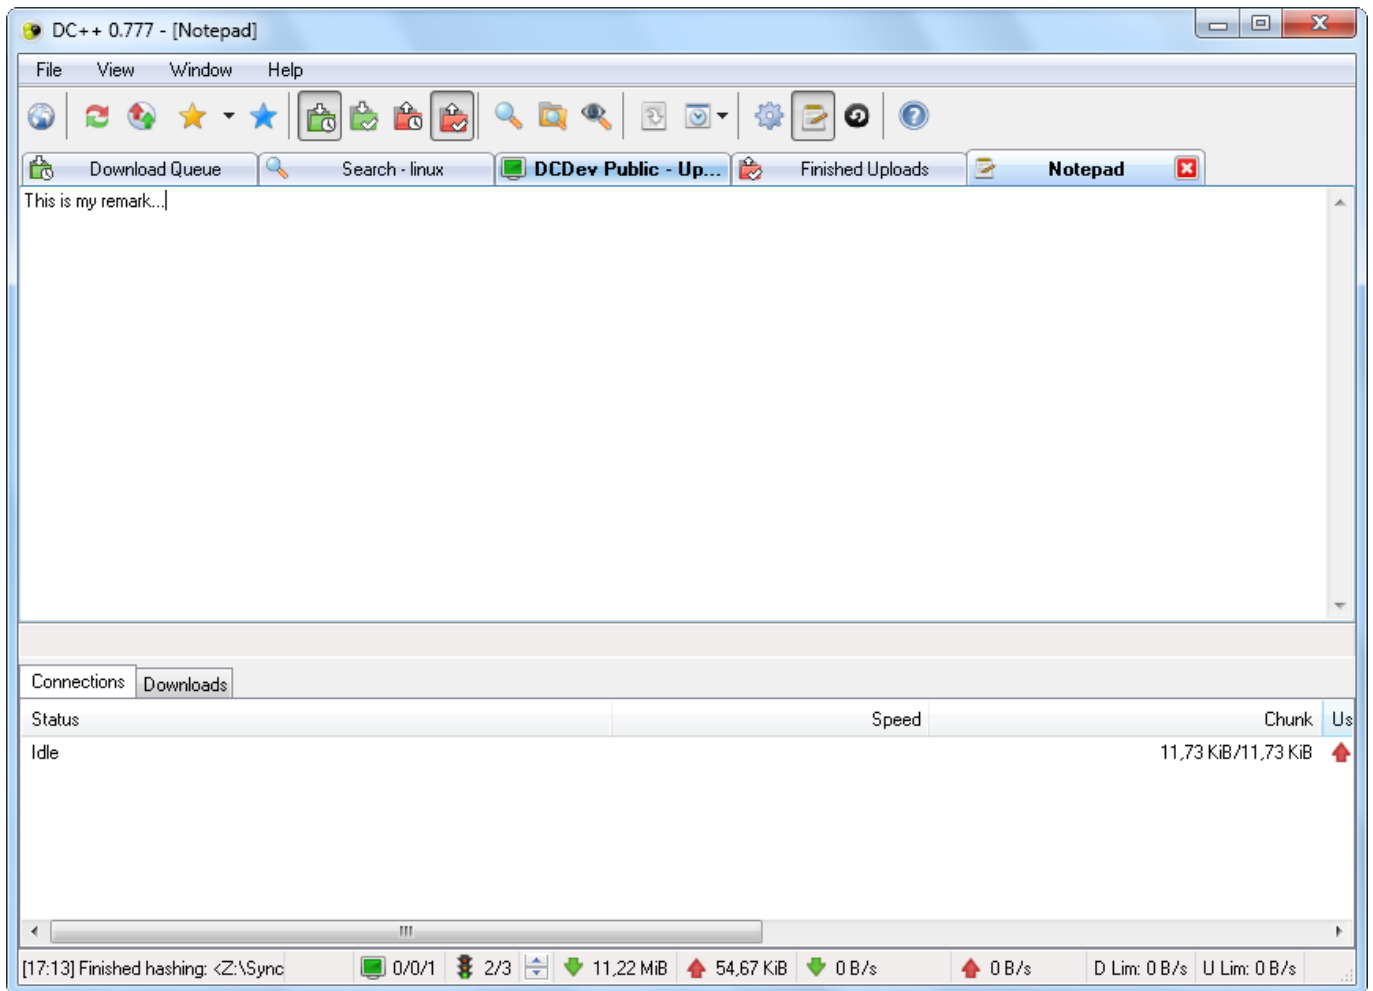 DC++ 0.777 - [Notepad]
File View Window Help
Download Queue Search - linux DCDev Public - Up... Finished Uploads Notepad
This is my remark...
Connections Downloads
Status Speed Chunk Us
Idle 11,73 KiB/11,73 KiB
[17:13] Finished hashing: <Z:\Sync 0/0/1 2/3 11,22 MiB 54,67 KiB 0 B/s 0 B/s D Lim: 0 B/s U Lim: 0 B/s